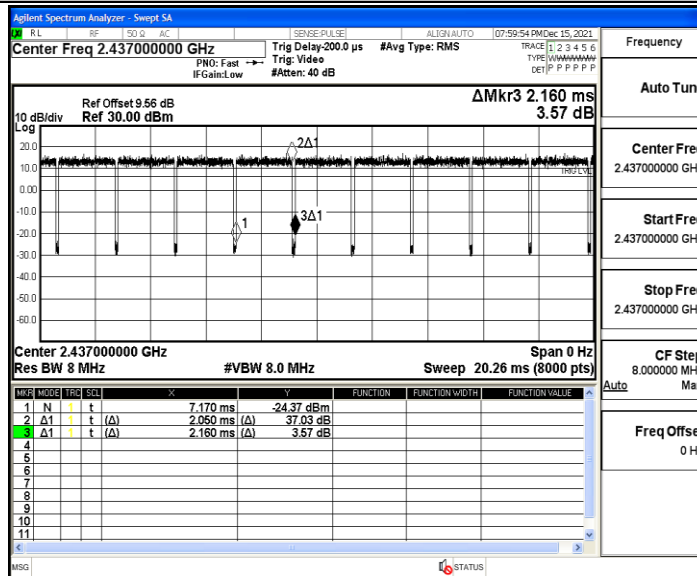 Agilent Spectrum Analyzer - Swept SA
RL RF 50 Ω AC SENSE:PULSE ALIGN AUTO 07:59:54 PM Dec 15, 2021
Center Freq 2.437000000 GHz
PNO: Fast
IFGain:Low
Trig Delay-200.0 µs
Trig: Video
#Atten: 40 dB
#Avg Type: RMS
TRACE 1 2 3 4 5 6
TYPE WWWWWW
DET P P P P P P
Ref Offset 9.56 dB
Ref 30.00 dBm
10 dB/div
Log
ΔMkr3 2.160 ms
3.57 dB
20.0
10.0
0.00
-10.0
-20.0
-30.0
-40.0
-50.0
-60.0
2Δ1
TRIG LVL
1
3Δ1
Center 2.437000000 GHz
Span 0 Hz
Res BW 8 MHz
#VBW 8.0 MHz
Sweep 20.26 ms (8000 pts)
MKR MODE TRC SCL X Y FUNCTION FUNCTION WIDTH FUNCTION VALUE
1 N 1 t 7.170 ms -24.37 dBm
2 Δ1 1 t (Δ) 2.050 ms (Δ) 37.03 dB
3 Δ1 1 t (Δ) 2.160 ms (Δ) 3.57 dB
4
5
6
7
8
9
10
11
MSG
STATUS
Frequency
Auto Tun
Center Fre
2.437000000 GH
Start Fre
2.437000000 GH
Stop Fre
2.437000000 GH
CF Step
8.000000 MH
Auto Ma
Freq Offse
0 H